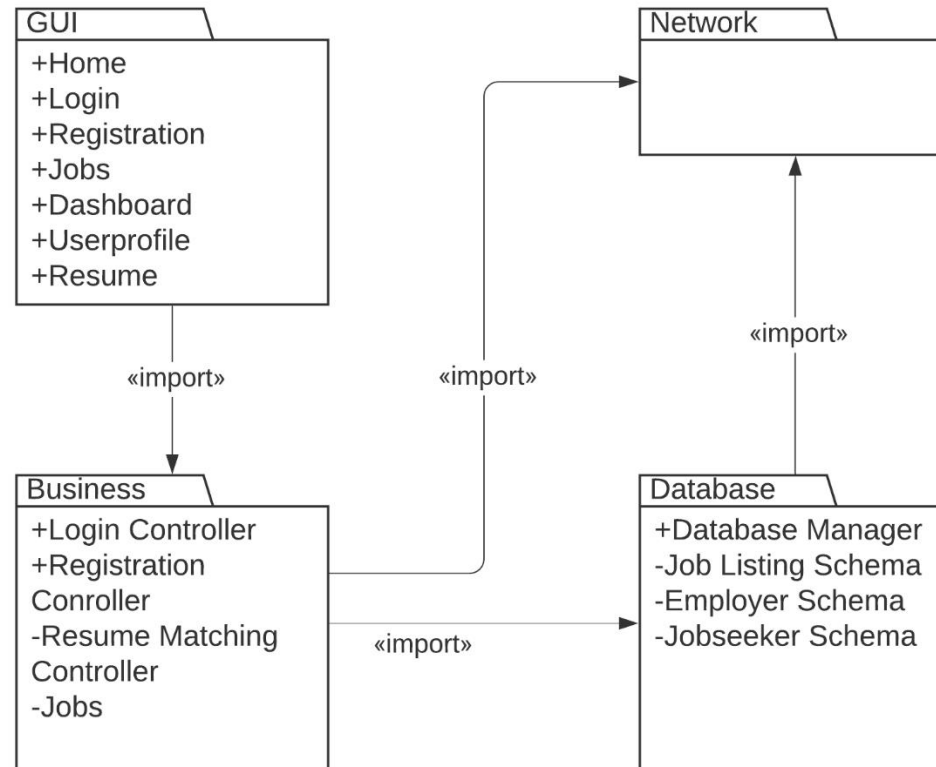 GUI
+Home
+Login
+Registration
+Jobs
+Dashboard
+Userprofile
+Resume
Network
«import»
«import»
«import»
Business
+Login Controller
+Registration
Conroller
-Resume Matching
Controller
-Jobs
«import»
Database
+Database Manager
-Job Listing Schema
-Employer Schema
-Jobseeker Schema